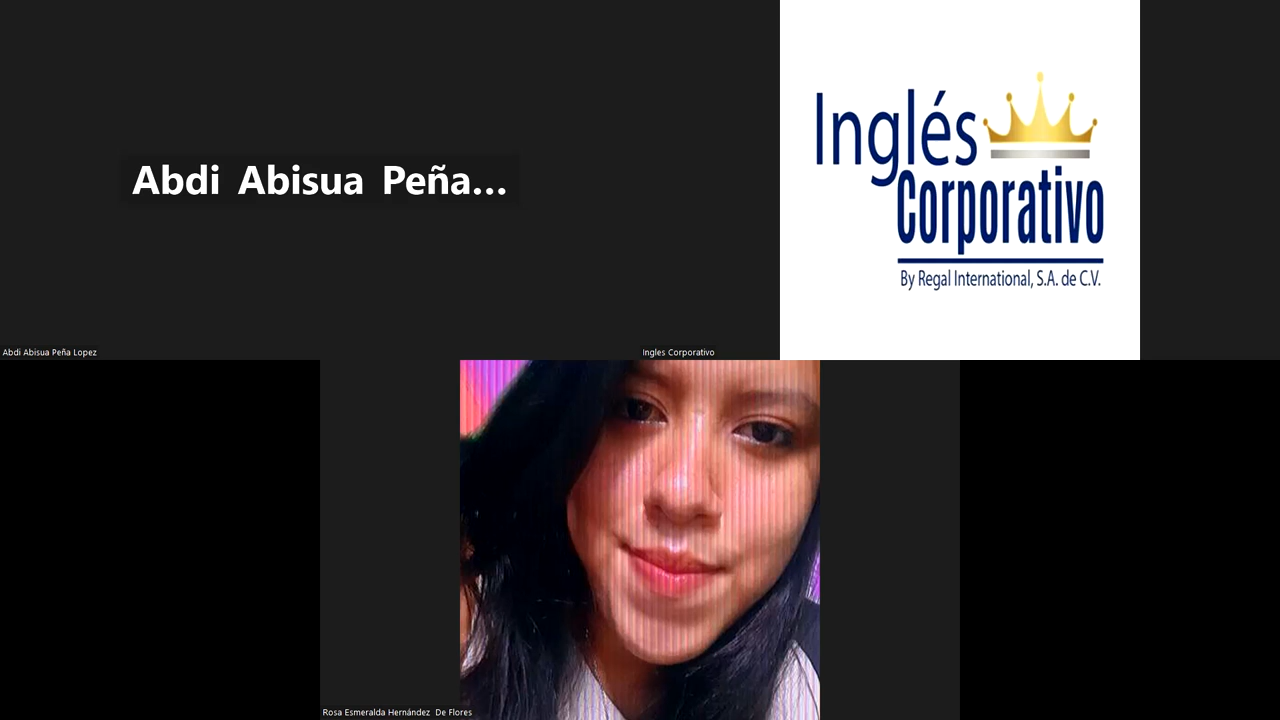 Abdi Abisua Peña...
Abdi Abisua Peña Lopez
Inglés
Corporativo
By Regal International, S.A. de C.V.
Ingles Corporativo
Rosa Esmeralda Hernández De Flores